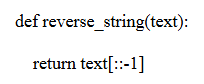 def reverse_string(text):
    return text[::-1]